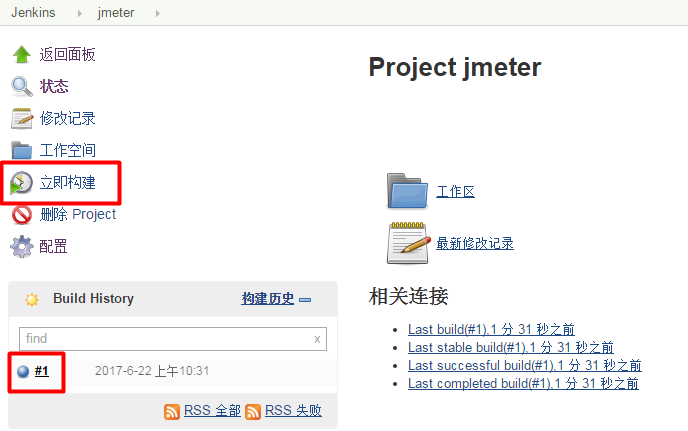 Jenkins jmeter
返回面板
状态
修改记录
工作空间
立即构建
删除 Project
配置
Build History 构建历史
find x
#1 2017-6-22 上午10:31
RSS 全部 RSS 失败
Project jmeter
工作区
最新修改记录
相关连接
Last build(#1),1 分 31 秒之前
Last stable build(#1),1 分 31 秒之前
Last successful build(#1),1 分 31 秒之前
Last completed build(#1),1 分 31 秒之前